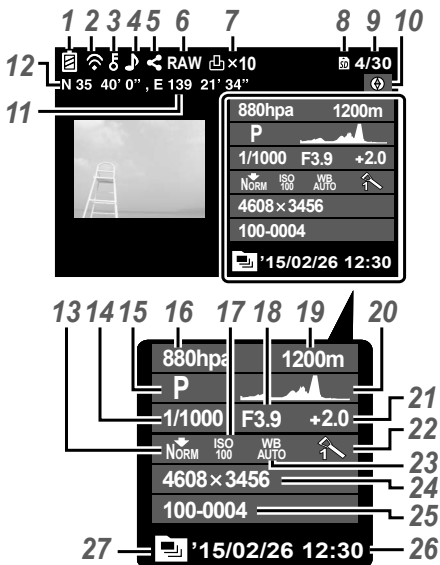 1 2 3 4 5 6 7 8 9 10
RAW ×10 SD 4/30
12 N 35 40' 0”, E 139 21' 34”
11
880hpa 1200m
P
1/1000 F3.9 +2.0
NORM ISO 100 WB AUTO 1
4608×3456
100-0004
'15/02/26 12:30
13 14 15 16 17 18 19 20
880hpa 1200m
P
1/1000 F3.9 +2.0 21
NORM ISO 100 WB AUTO 1 22
23
4608×3456 24
100-0004 25
27 '15/02/26 12:30 26